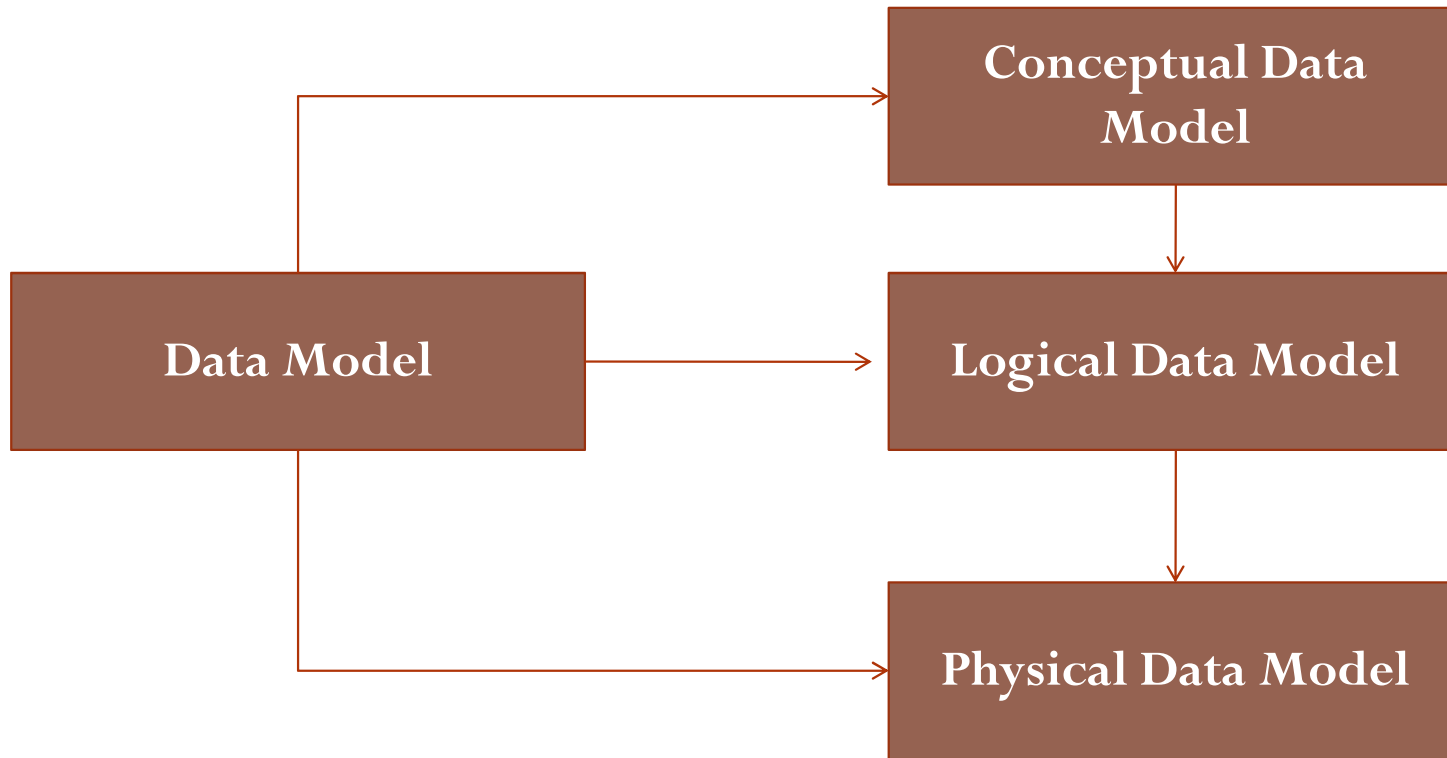 Conceptual Data
Model
Data Model
Logical Data Model
Physical Data Model